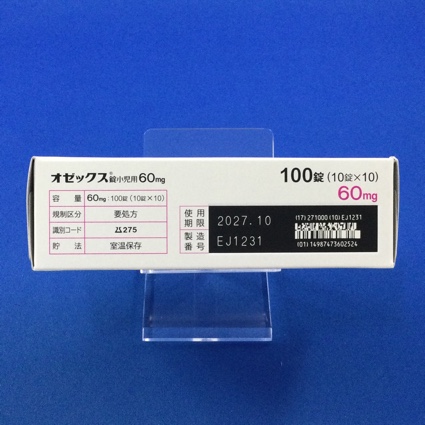 オゼックス®錠小児用60mg
100錠(10錠×10)
60mg
容量 60mg:100錠(10錠×10)
規制区分 要処方
識別コード 275
貯法 室温保存
使用期限 2027.10
製造番号 EJ1231
(17)271000(10)EJ1231
(01)14987473602524